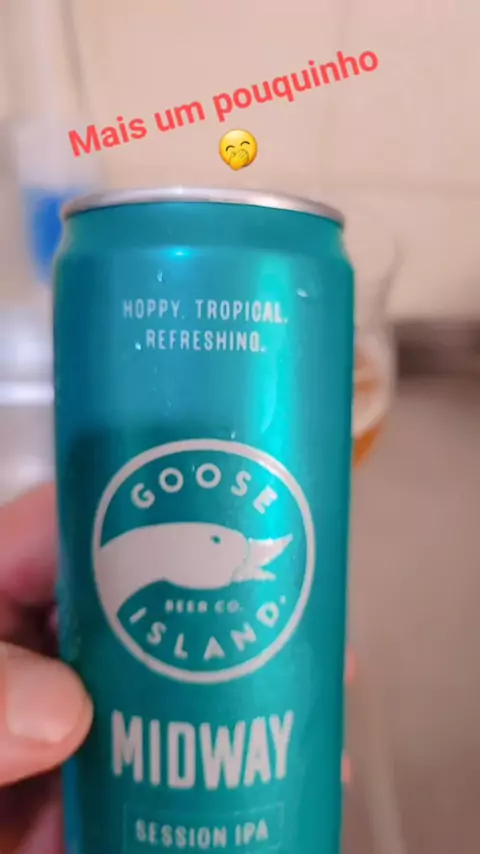 Mais um pouquinho
HOPPY. TROPICAL.
REFRESHING.
GOOSE
BEER CO.
ISLAND.
MIDWAY
SESSION IPA